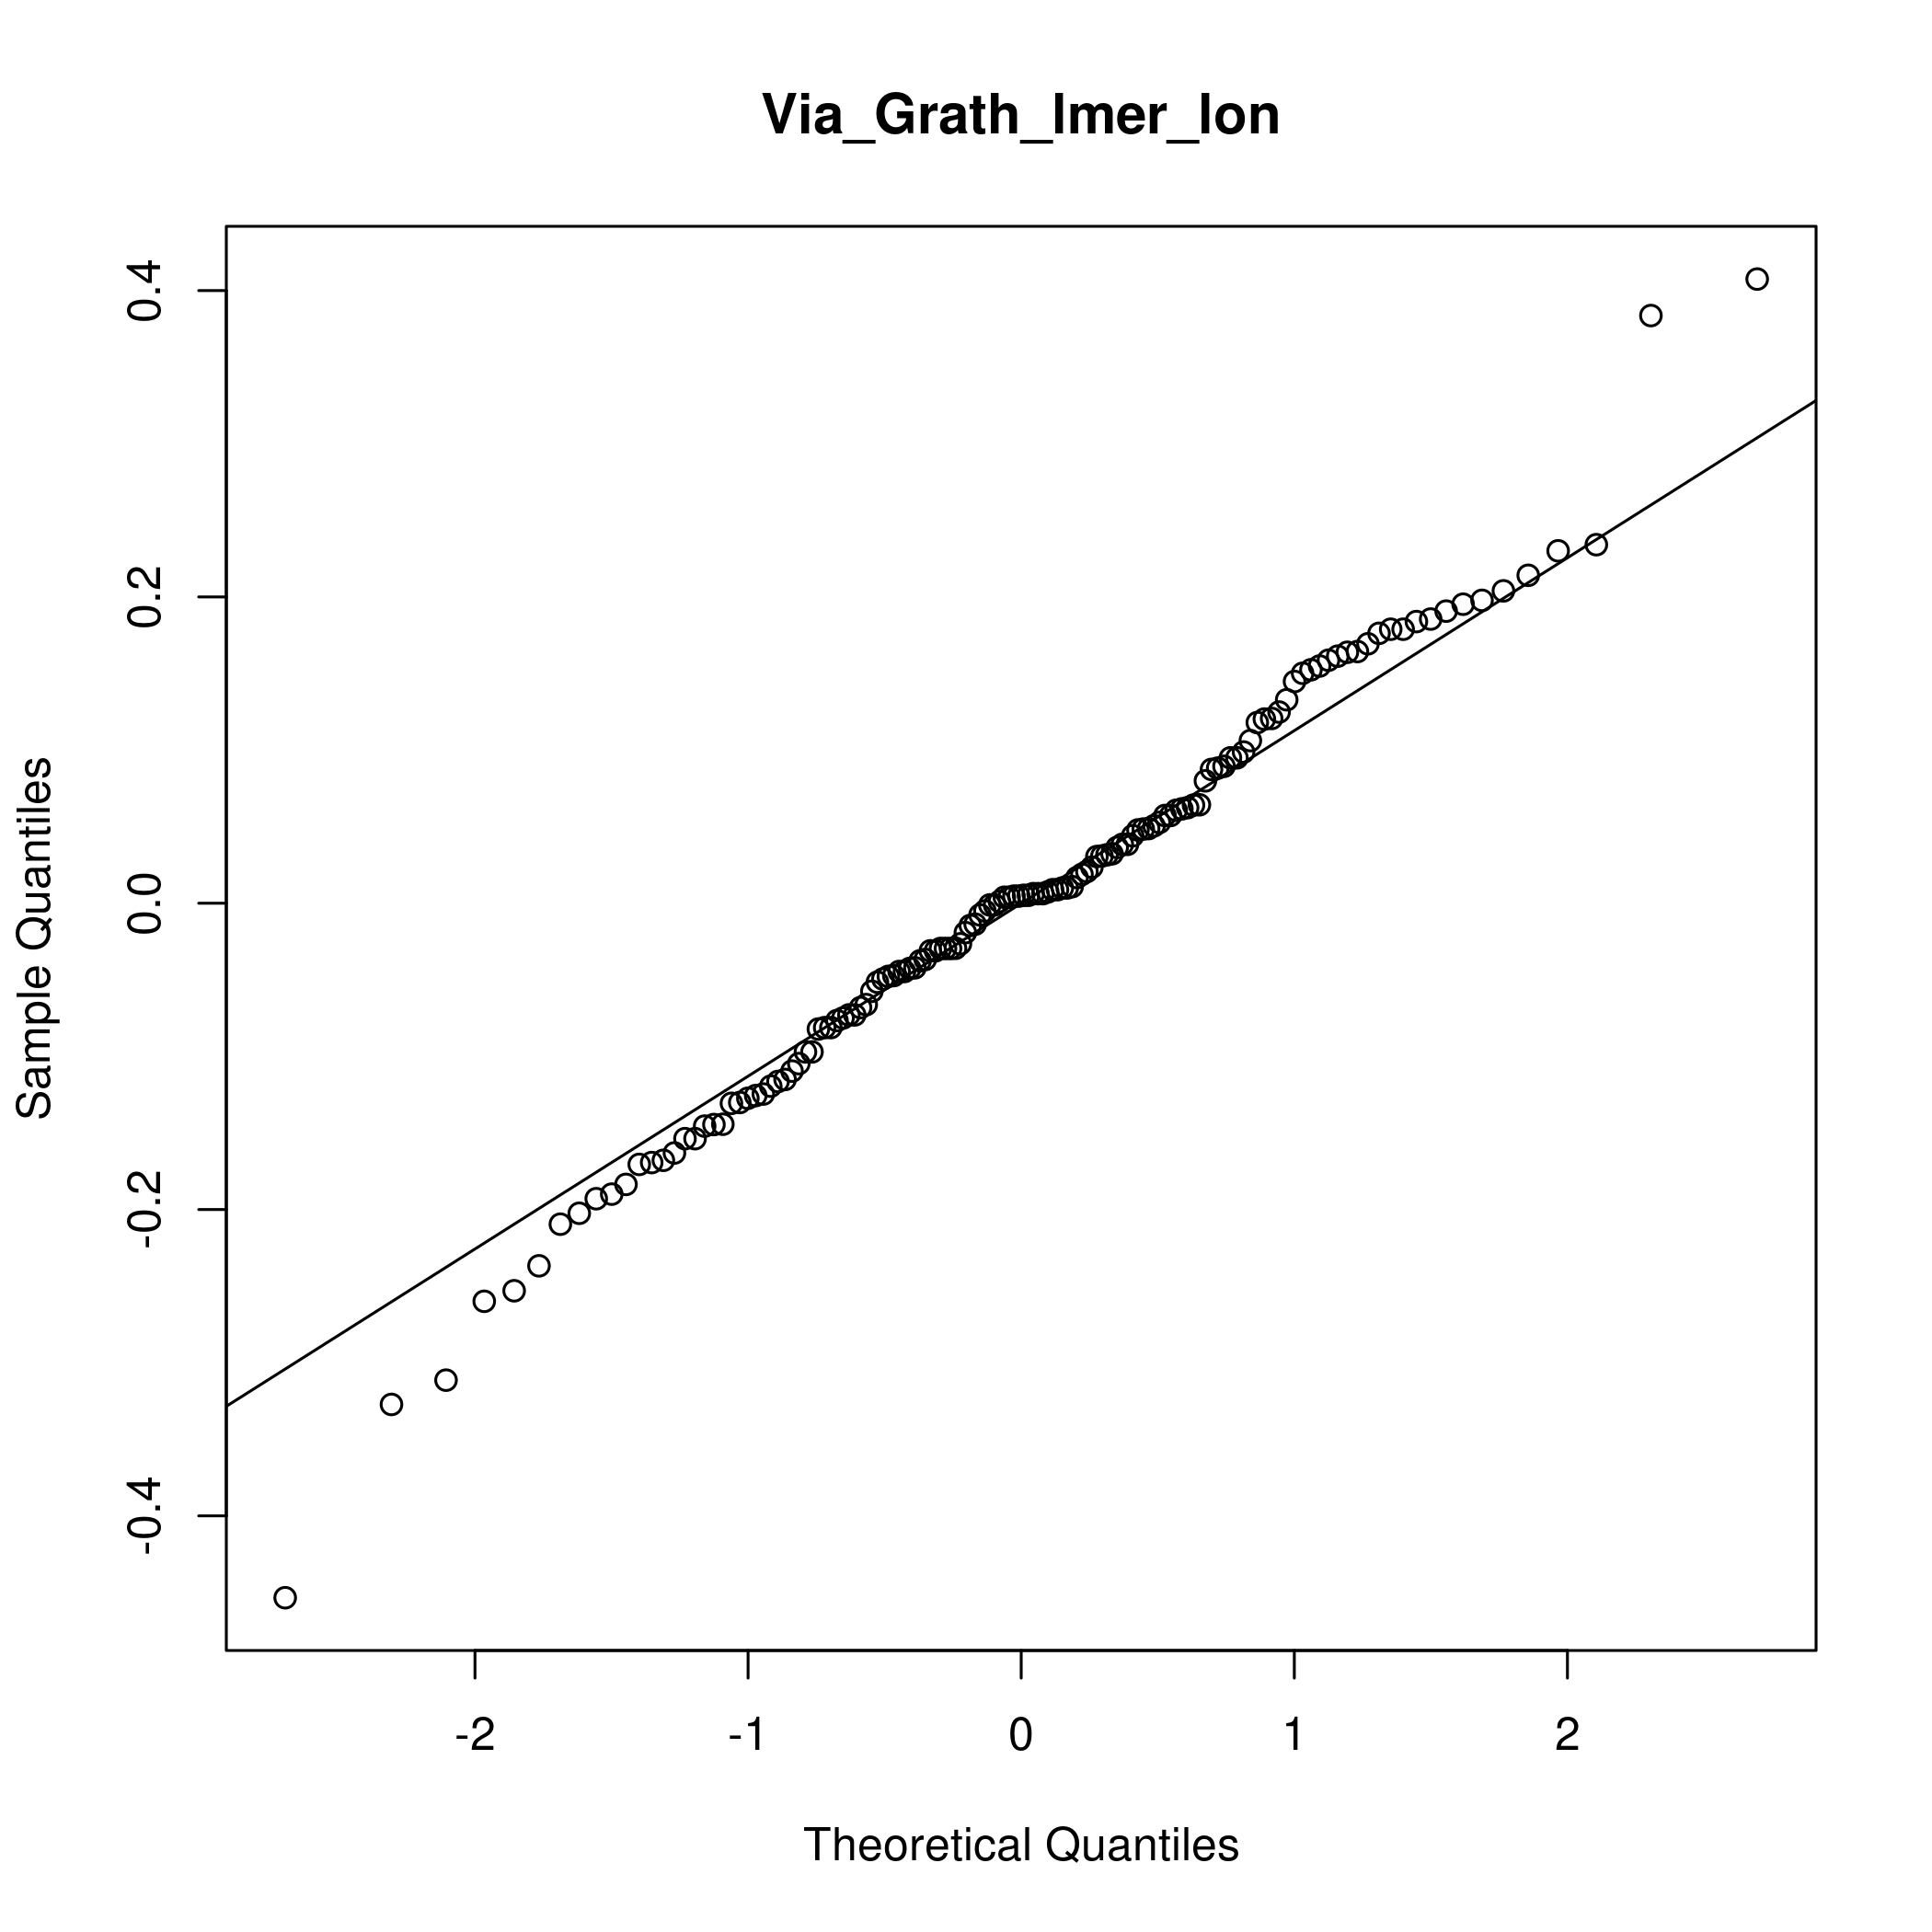 Via_Grath_lmer_lon
0.4
0.2
0.0
-0.2
-0.4
Sample Quantiles
-2 -1 0 1 2
Theoretical Quantiles